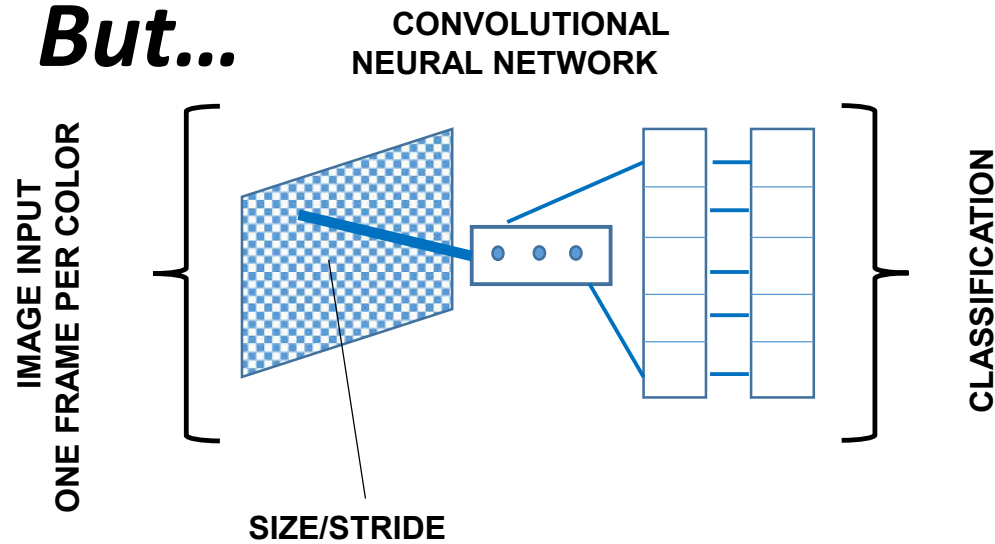 But...
CONVOLUTIONAL
NEURAL NETWORK
IMAGE INPUT
ONE FRAME PER COLOR
CLASSIFICATION
SIZE/STRIDE